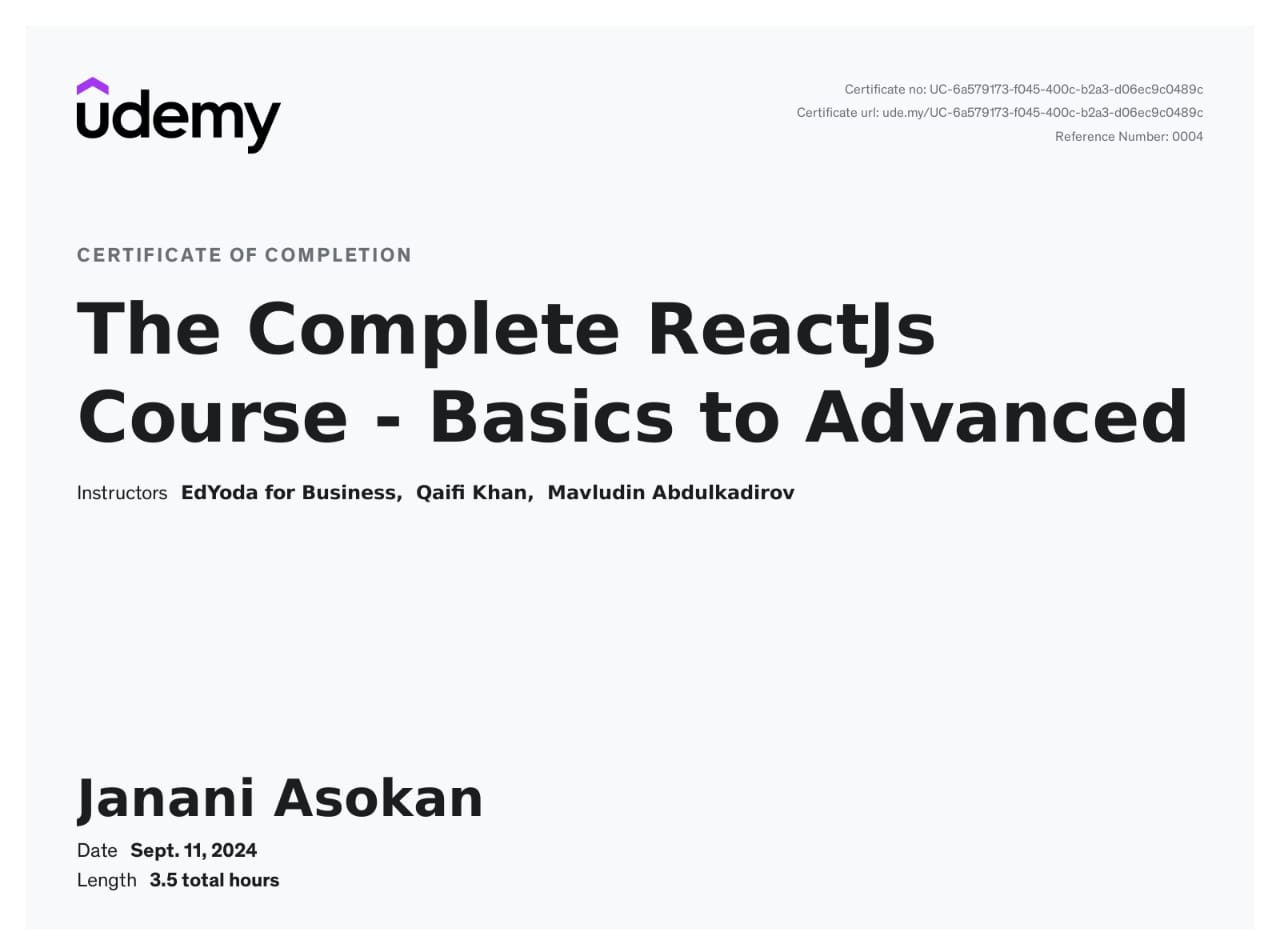 udemy
Certificate no: UC-6a579173-f045-400c-b2a3-d06ec9c0489c
Certificate url: ude.my/UC-6a579173-f045-400c-b2a3-d06ec9c0489c
Reference Number: 0004
CERTIFICATE OF COMPLETION
The Complete ReactJs
Course - Basics to Advanced
Instructors EdYoda for Business, Qaifi Khan, Mavludin Abdulkadirov
Janani Asokan
Date Sept. 11, 2024
Length 3.5 total hours